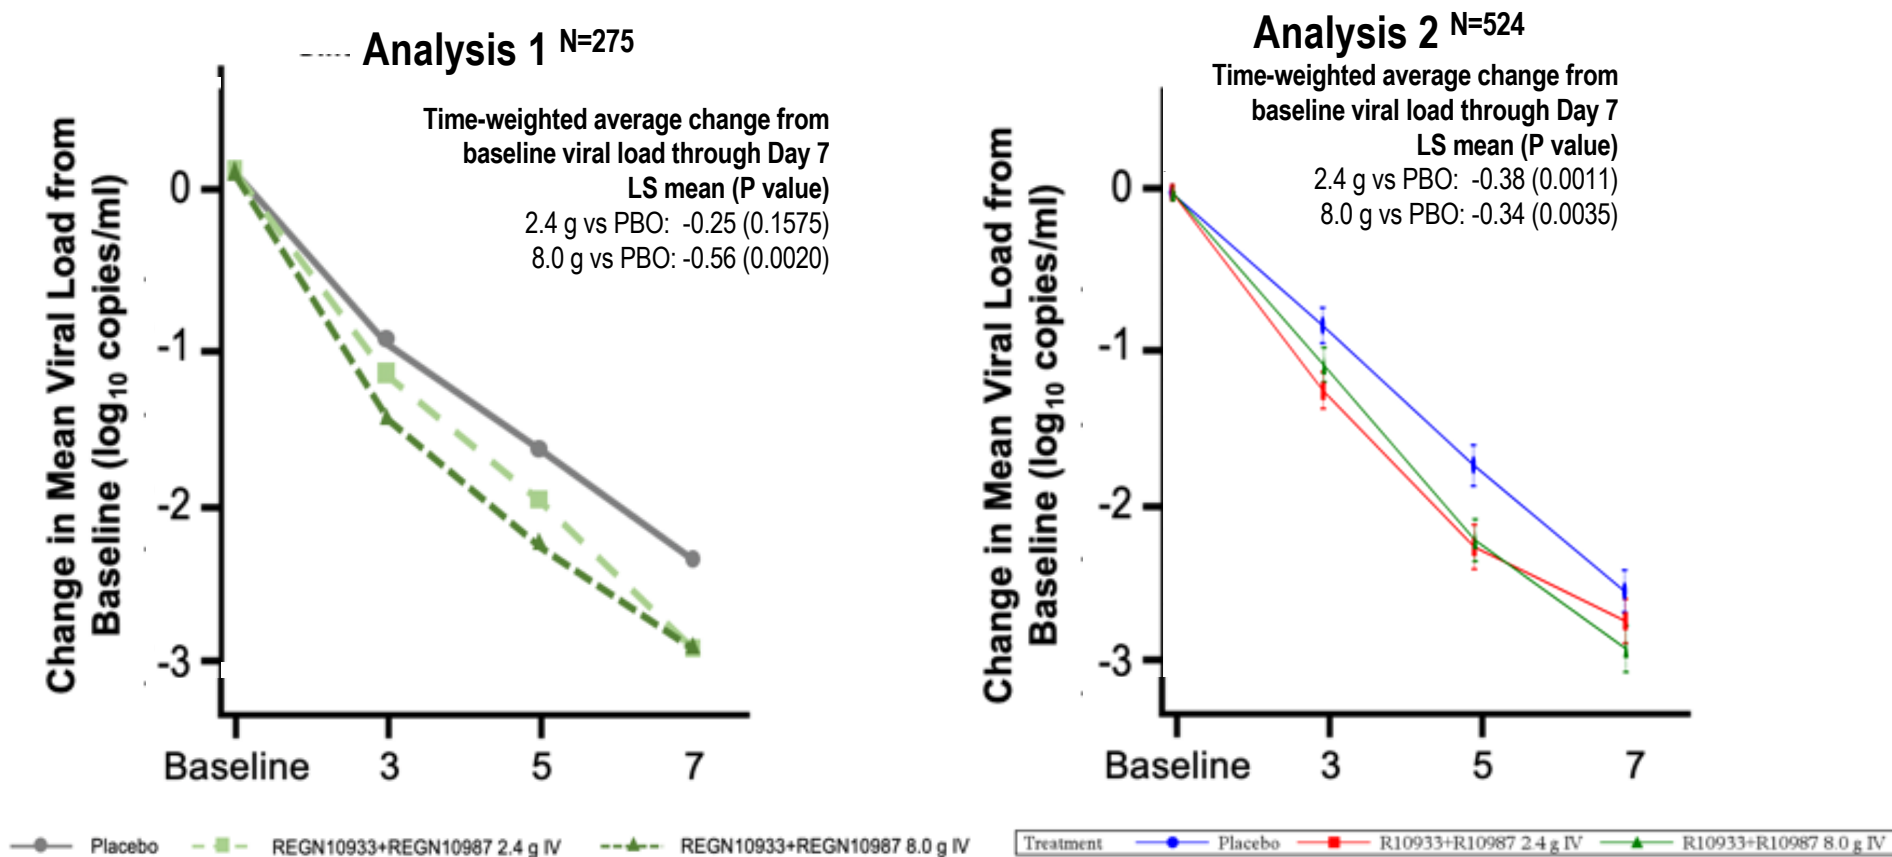 Analysis 1 N=275
Time-weighted average change from
baseline viral load through Day 7
LS mean (P value)
2.4 g vs PBO: -0.25 (0.1575)
8.0 g vs PBO: -0.56 (0.0020)
Change in Mean Viral Load from
Baseline (log10 copies/ml)
0
-1
-2
-3
Baseline 3 5 7
Placebo REGN10933+REGN10987 2.4 g IV REGN10933+REGN10987 8.0 g IV
Analysis 2 N=524
Time-weighted average change from
baseline viral load through Day 7
LS mean (P value)
2.4 g vs PBO: -0.38 (0.0011)
8.0 g vs PBO: -0.34 (0.0035)
Change in Mean Viral Load from
Baseline (log10 copies/ml)
0
-1
-2
-3
Baseline 3 5 7
Treatment Placebo R10933+R10987 2.4 g IV R10933+R10987 8.0 g IV